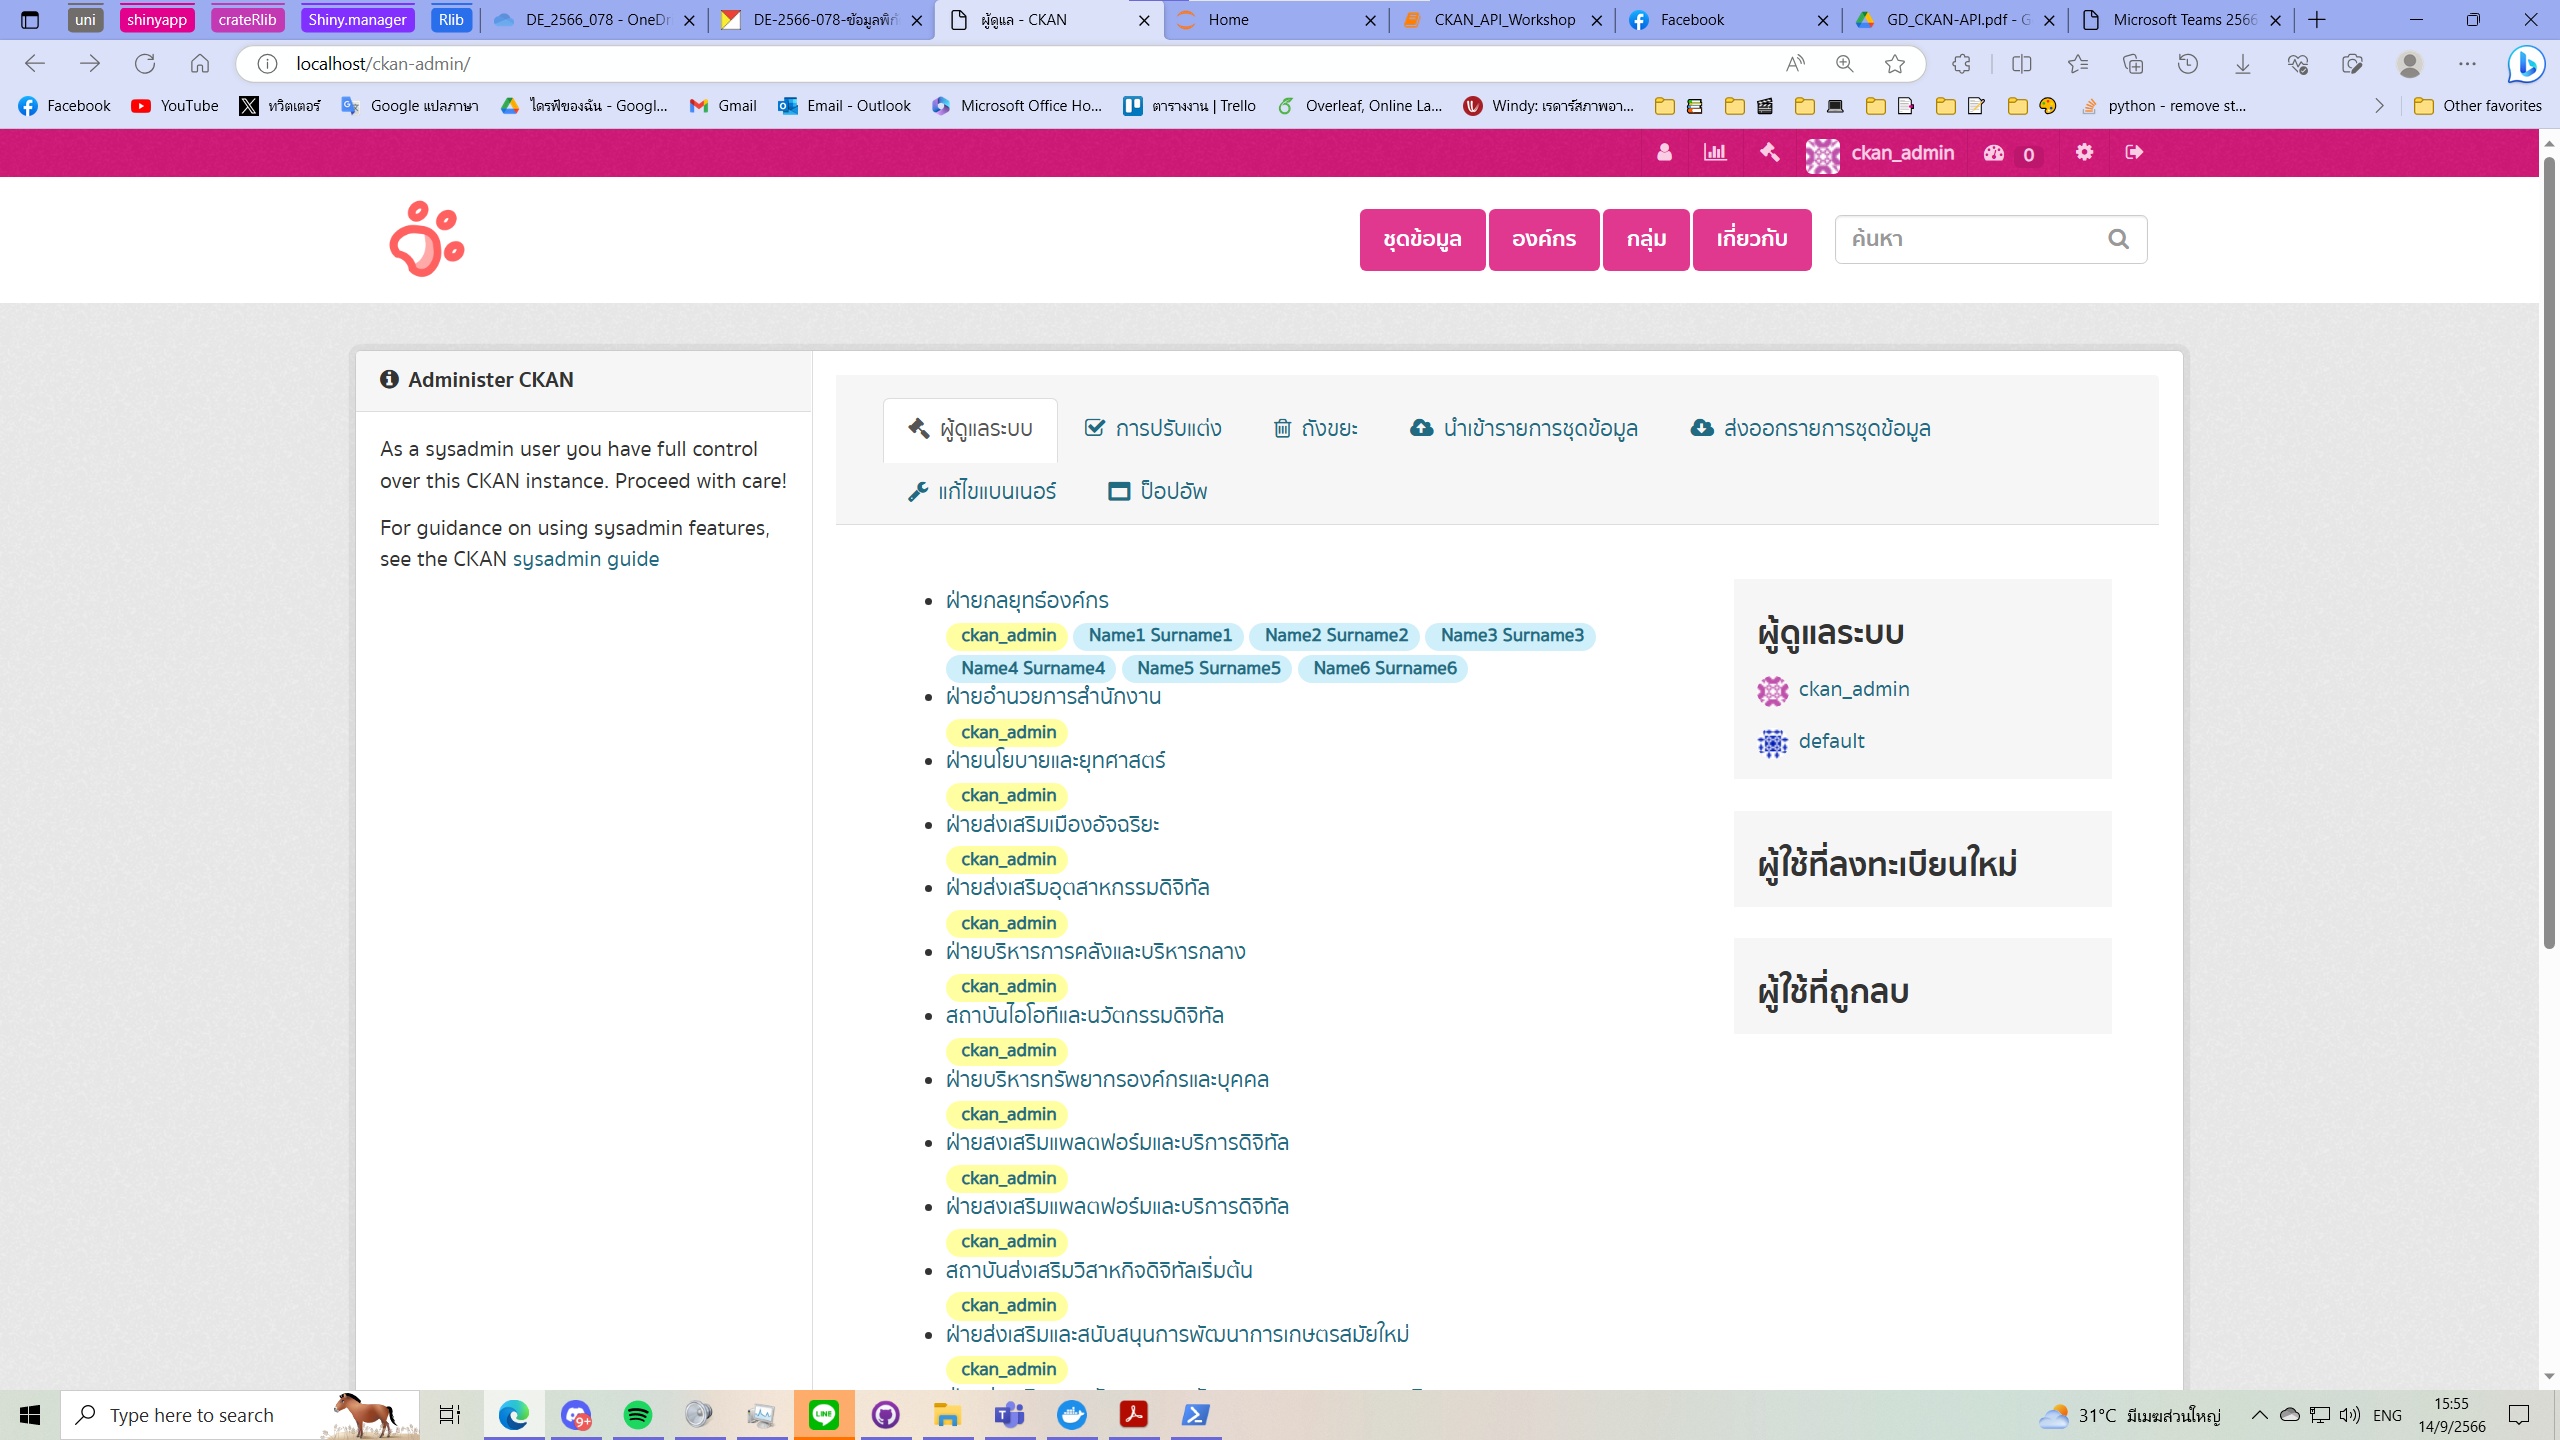 uni shinyapp crateRlib Shiny.manager Rlib DE_2566_078 - OneDri DE-2566-078-ข้อมูลพิกั ผู้ดูแล - CKAN Home CKAN_API_Workshop Facebook GD_CKAN-API.pdf - G Microsoft Teams 2566
localhost/ckan-admin/
Facebook YouTube ทวิตเตอร์ Google แปลภาษา ไดรฟ์ของฉัน - Googl... Gmail Email - Outlook Microsoft Office Ho... ตารางงาน | Trello Overleaf, Online La... Windy: เรดาร์สภาพอา... python - remove st... Other favorites
ckan_admin 0
ชุดข้อมูล องค์กร กลุ่ม เกี่ยวกับ ค้นหา
Administer CKAN
As a sysadmin user you have full control
over this CKAN instance. Proceed with care!
For guidance on using sysadmin features,
see the CKAN sysadmin guide
ผู้ดูแลระบบ การปรับแต่ง ถังขยะ นำเข้ารายการชุดข้อมูล ส่งออกรายการชุดข้อมูล
แก้ไขแบนเนอร์ ป็อปอัพ
ฝ่ายกลยุทธ์องค์กร
ckan_admin Name1 Surname1 Name2 Surname2 Name3 Surname3
Name4 Surname4 Name5 Surname5 Name6 Surname6
ฝ่ายอำนวยการสำนักงาน
ckan_admin
ฝ่ายนโยบายและยุทศาสตร์
ckan_admin
ฝ่ายส่งเสริมเมืองอัจฉริยะ
ckan_admin
ฝ่ายส่งเสริมอุตสาหกรรมดิจิทัล
ckan_admin
ฝ่ายบริหารการคลังและบริหารกลาง
ckan_admin
สถาบันไอโอทีและนวัตกรรมดิจิทัล
ckan_admin
ฝ่ายบริหารทรัพยากรองค์กรและบุคคล
ckan_admin
ฝ่ายสงเสริมแพลตฟอร์มและบริการดิจิทัล
ckan_admin
ฝ่ายสงเสริมแพลตฟอร์มและบริการดิจิทัล
ckan_admin
สถาบันส่งเสริมวิสาหกิจดิจิทัลเริ่มต้น
ckan_admin
ฝ่ายส่งเสริมและสนับสนุนการพัฒนาการเกษตรสมัยใหม่
ckan_admin
ผู้ดูแลระบบ
ckan_admin
default
ผู้ใช้ที่ลงทะเบียนใหม่
ผู้ใช้ที่ถูกลบ
Type here to search 9+ LINE 31°C มีเมฆส่วนใหญ่ ENG 15:55
14/9/2566